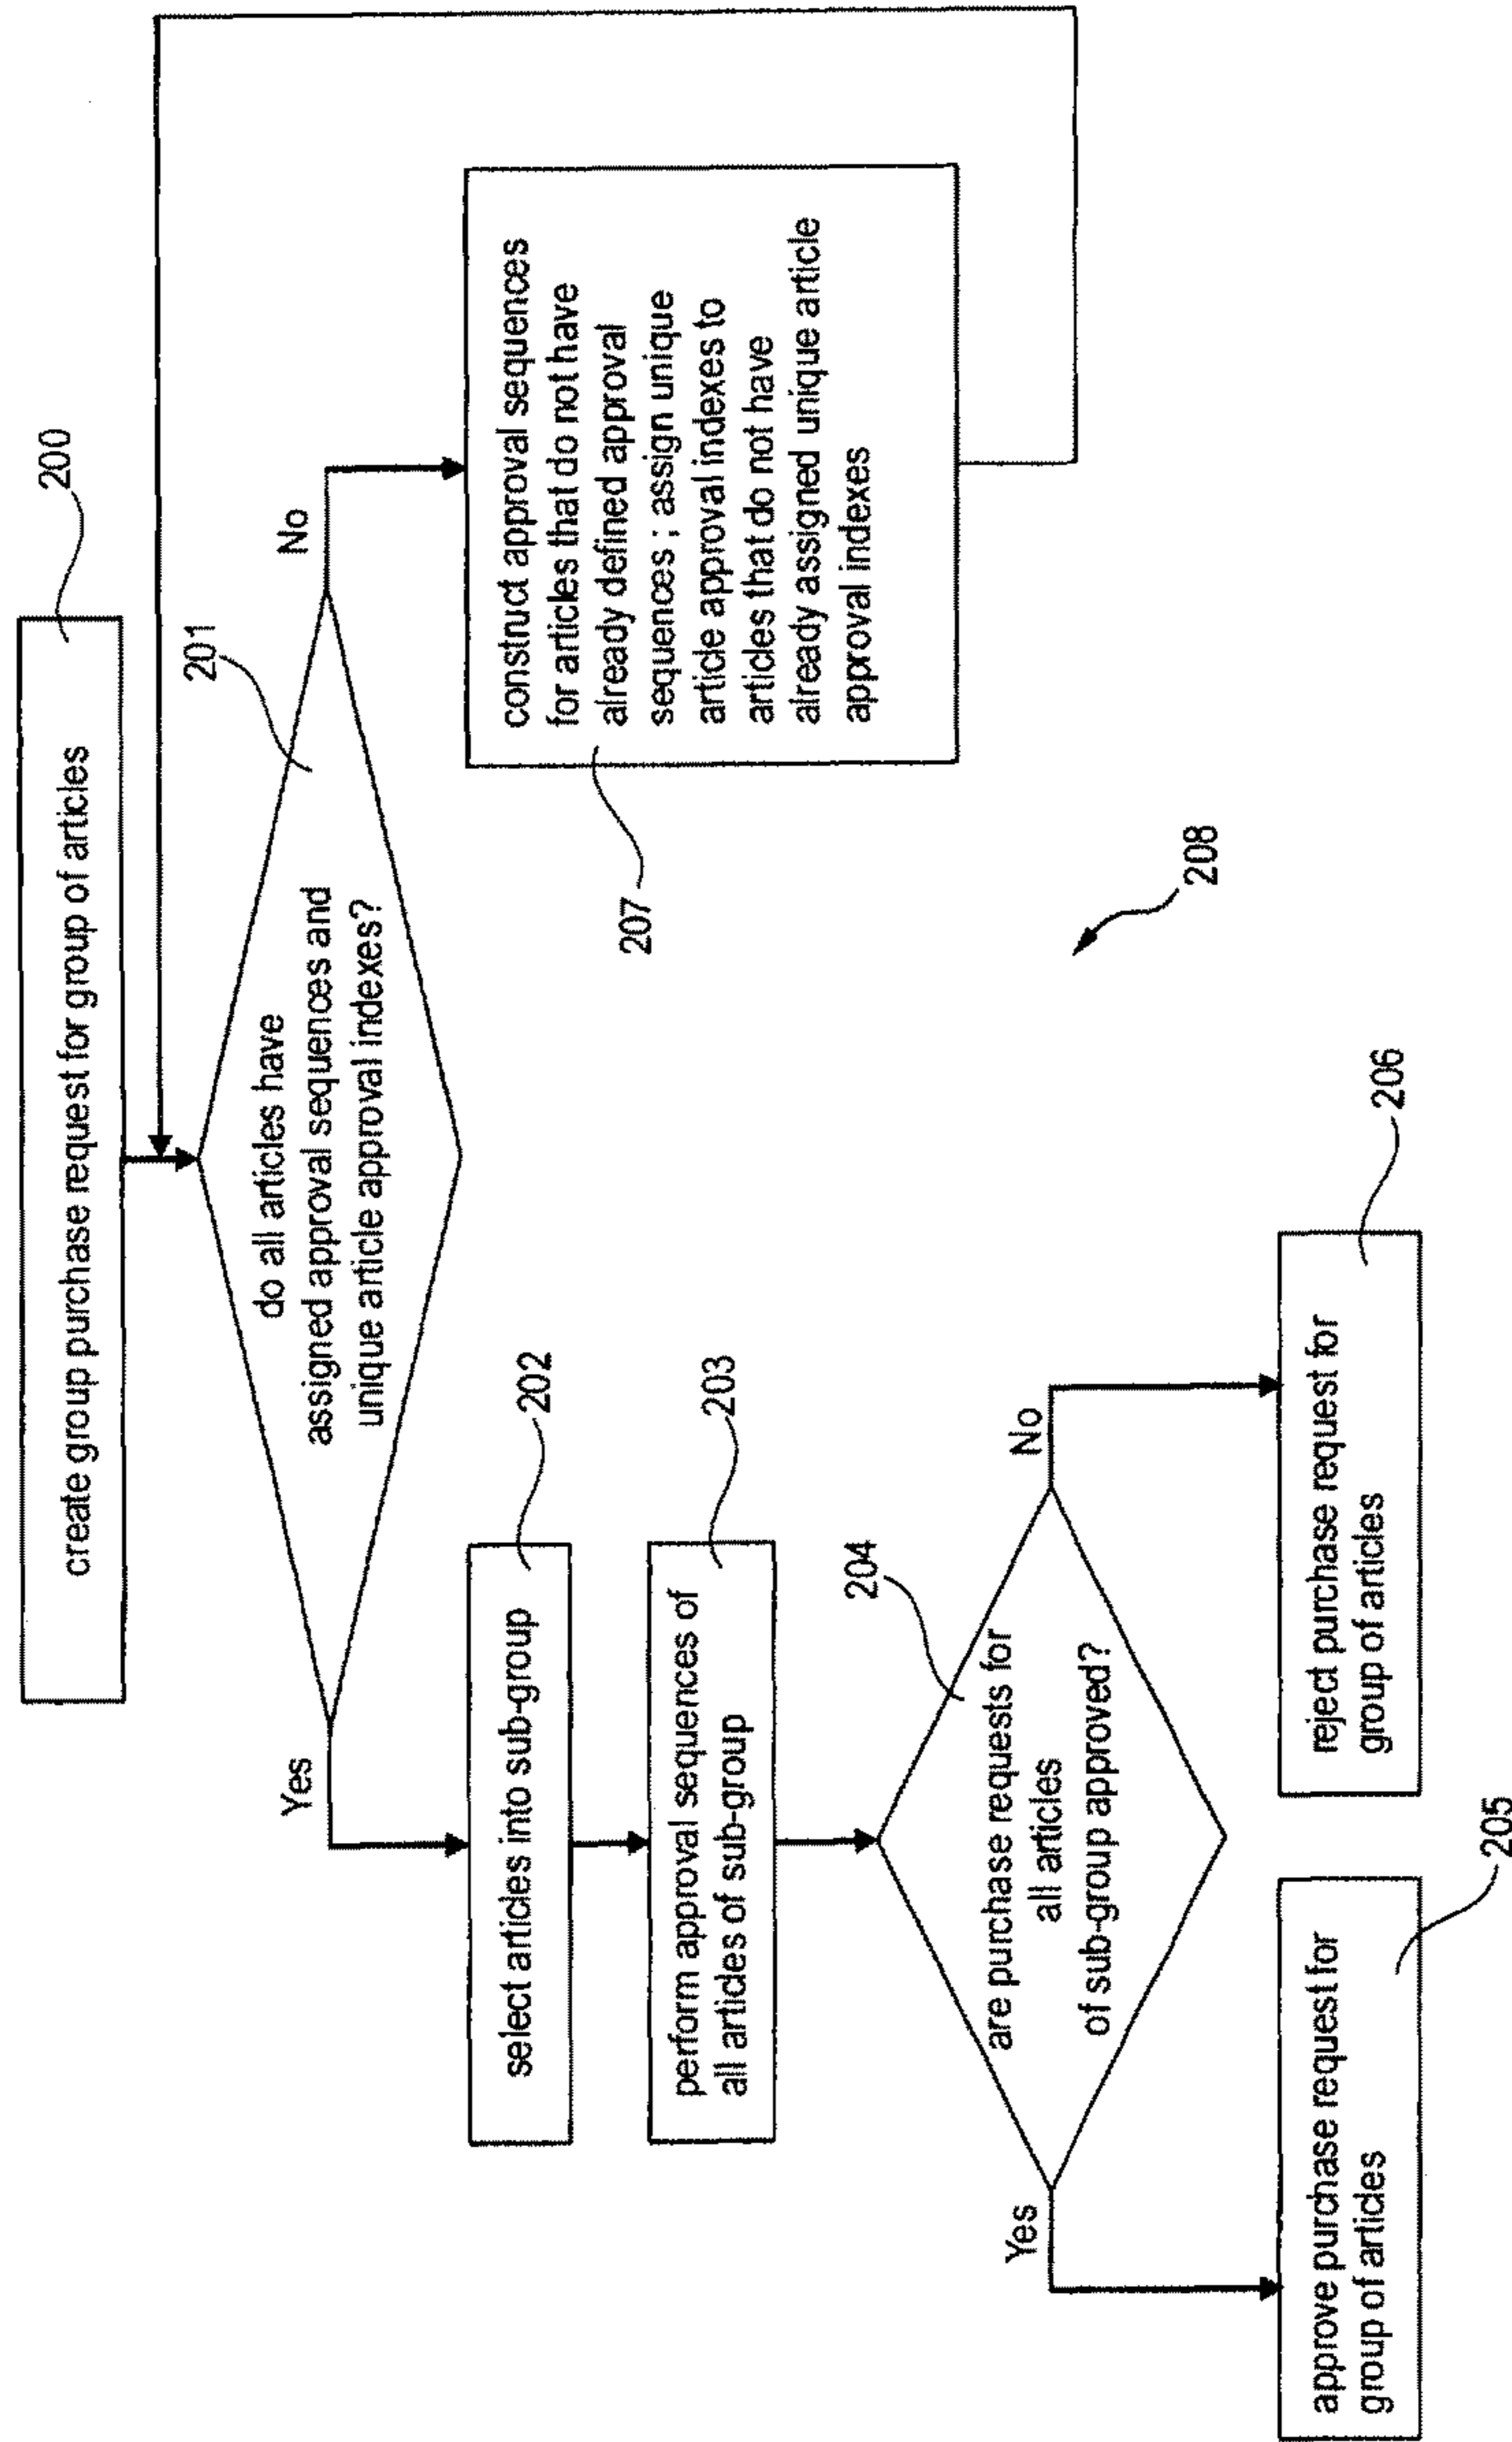 200
create group purchase request for group of articles
201
do all articles have
assigned approval sequences and
unique article approval indexes?
Yes
No
202
select articles into sub-group
203
perform approval sequences of
all articles of sub-group
204
are purchase requests for
all articles
of sub-group approved?
Yes
No
approve purchase request for
group of articles
205
reject purchase request for
group of articles
206
construct approval sequences
for articles that do not have
already defined approval
sequences ; assign unique
article approval indexes to
articles that do not have
already assigned unique article
approval indexes
207
208